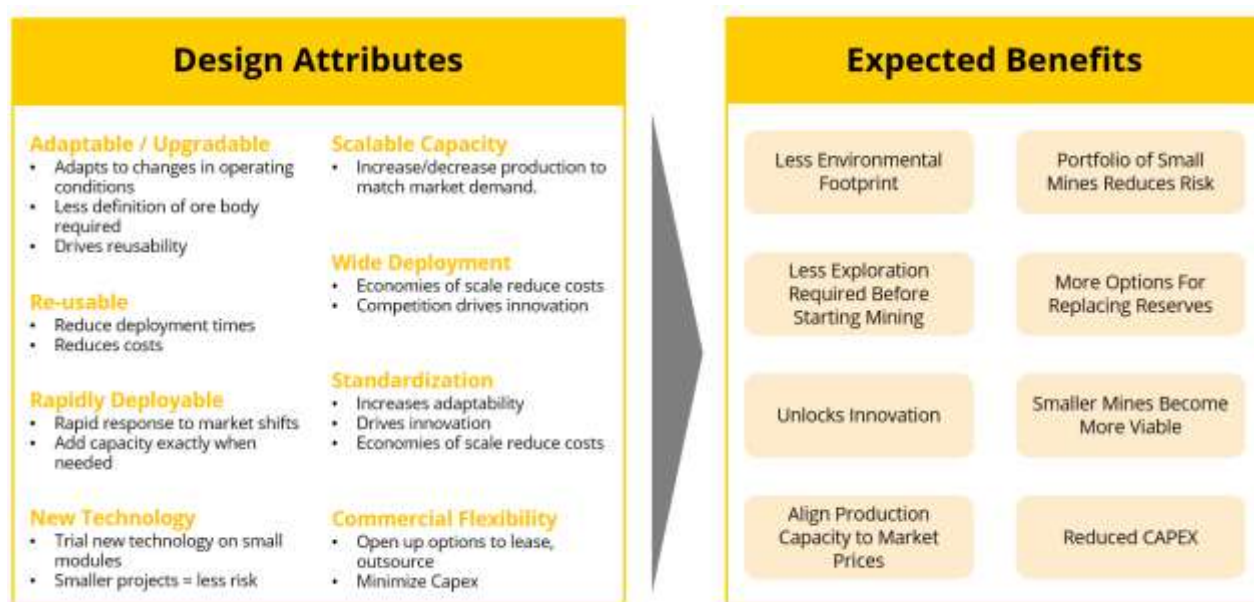 Design Attributes
Adaptable / Upgradable
• Adapts to changes in operating
conditions
• Less definition of ore body
required
• Drives reusability
Re-usable
• Reduce deployment times
• Reduces costs
Rapidly Deployable
• Rapid response to market shifts
• Add capacity exactly when
needed
New Technology
• Trial new technology on small
modules
• Smaller projects = less risk
Scalable Capacity
• Increase/decrease production to
match market demand.
Wide Deployment
• Economies of scale reduce costs
• Competition drives innovation
Standardization
• Increases adaptability
• Drives innovation
• Economies of scale reduce costs
Commercial Flexibility
• Open up options to lease,
outsource
• Minimize Capex
Expected Benefits
Less Environmental
Footprint
Portfolio of Small
Mines Reduces Risk
Less Exploration
Required Before
Starting Mining
More Options For
Replacing Reserves
Unlocks Innovation
Smaller Mines Become
More Viable
Align Production
Capacity to Market
Prices
Reduced CAPEX